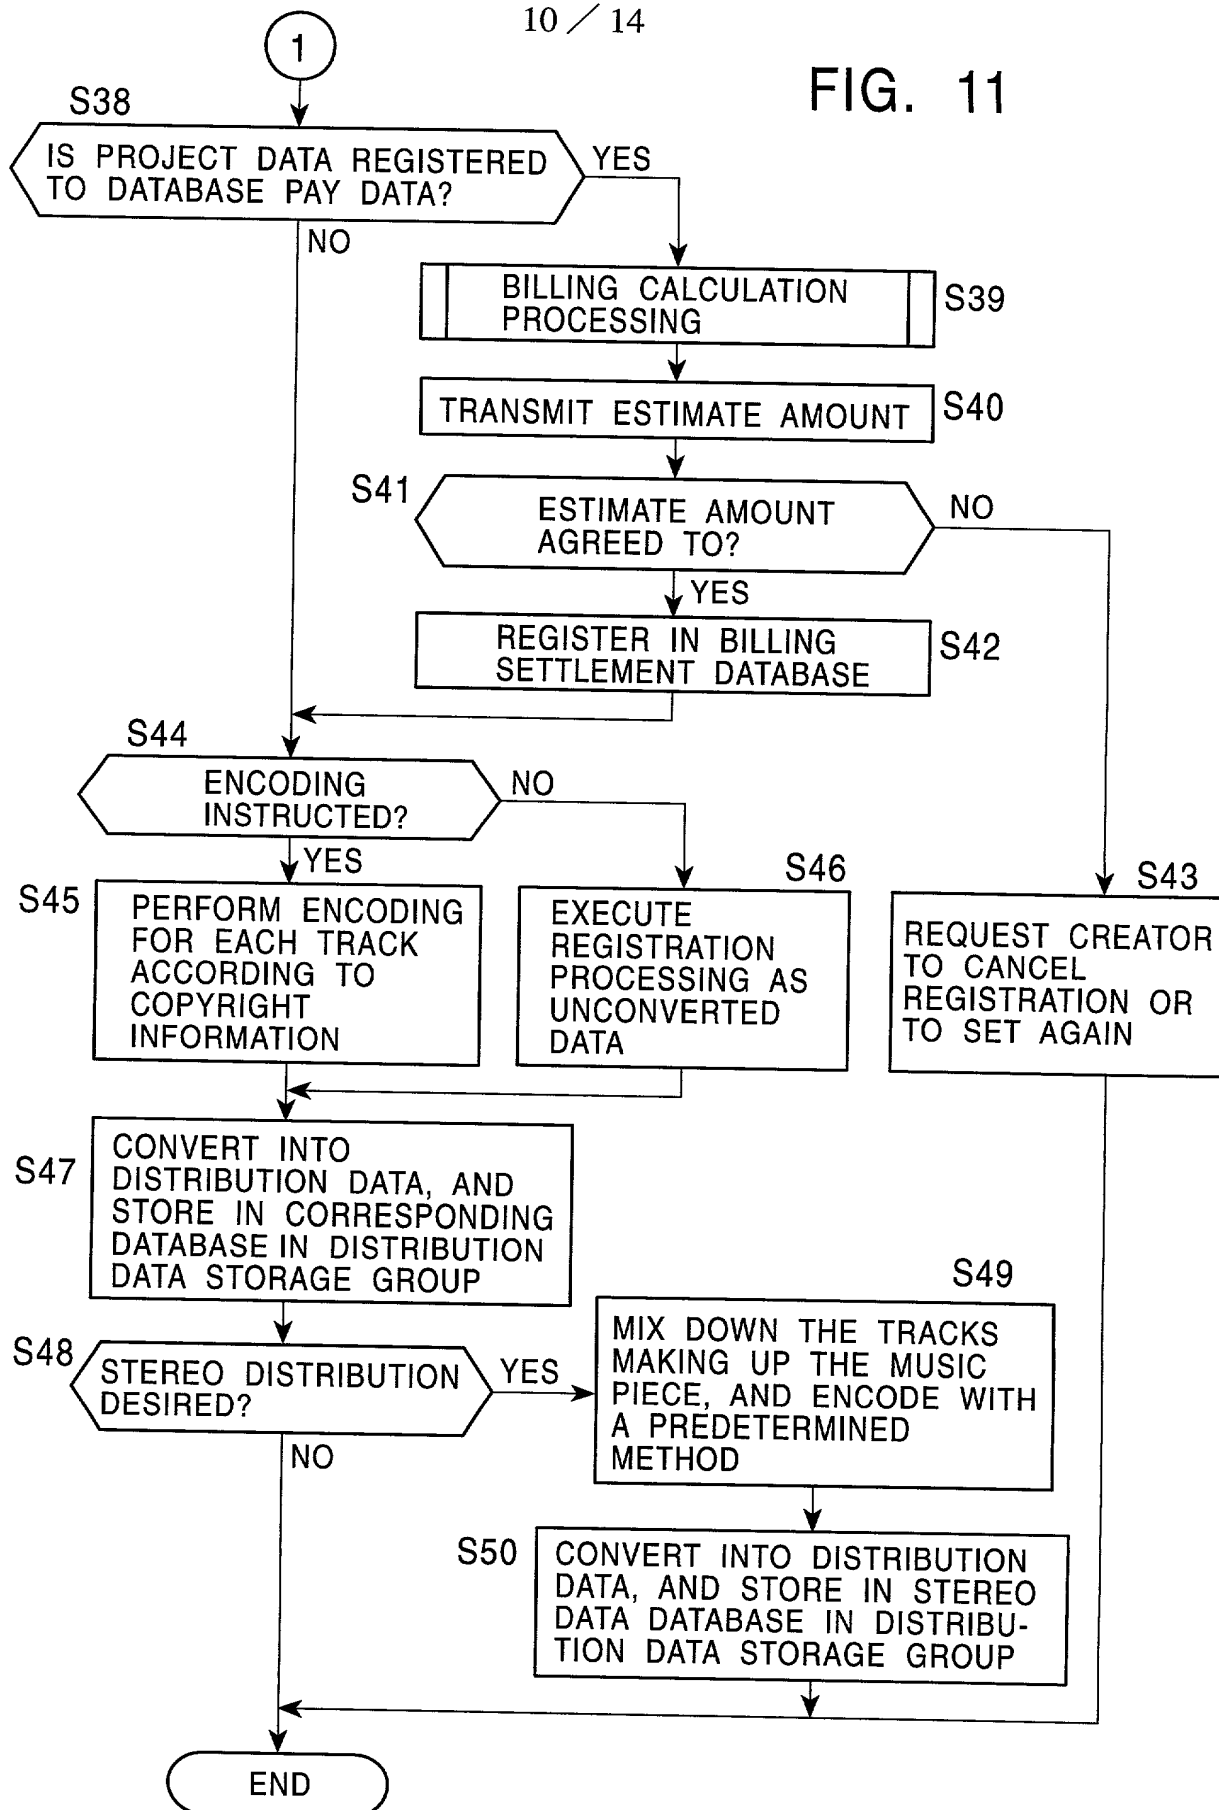 10 / 14
FIG. 11
1
S38
IS PROJECT DATA REGISTERED
TO DATABASE PAY DATA?
YES
NO
BILLING CALCULATION
PROCESSING
S39
TRANSMIT ESTIMATE AMOUNT
S40
S41
ESTIMATE AMOUNT
AGREED TO?
NO
YES
REGISTER IN BILLING
SETTLEMENT DATABASE
S42
S44
ENCODING
INSTRUCTED?
NO
YES
S45
PERFORM ENCODING
FOR EACH TRACK
ACCORDING TO
COPYRIGHT
INFORMATION
S46
EXECUTE
REGISTRATION
PROCESSING AS
UNCONVERTED
DATA
S43
REQUEST CREATOR
TO CANCEL
REGISTRATION OR
TO SET AGAIN
S47
CONVERT INTO
DISTRIBUTION DATA, AND
STORE IN CORRESPONDING
DATABASE IN DISTRIBUTION
DATA STORAGE GROUP
S48
STEREO DISTRIBUTION
DESIRED?
YES
NO
S49
MIX DOWN THE TRACKS
MAKING UP THE MUSIC
PIECE, AND ENCODE WITH
A PREDETERMINED
METHOD
S50
CONVERT INTO DISTRIBUTION
DATA, AND STORE IN STEREO
DATA DATABASE IN DISTRIBU-
TION DATA STORAGE GROUP
END